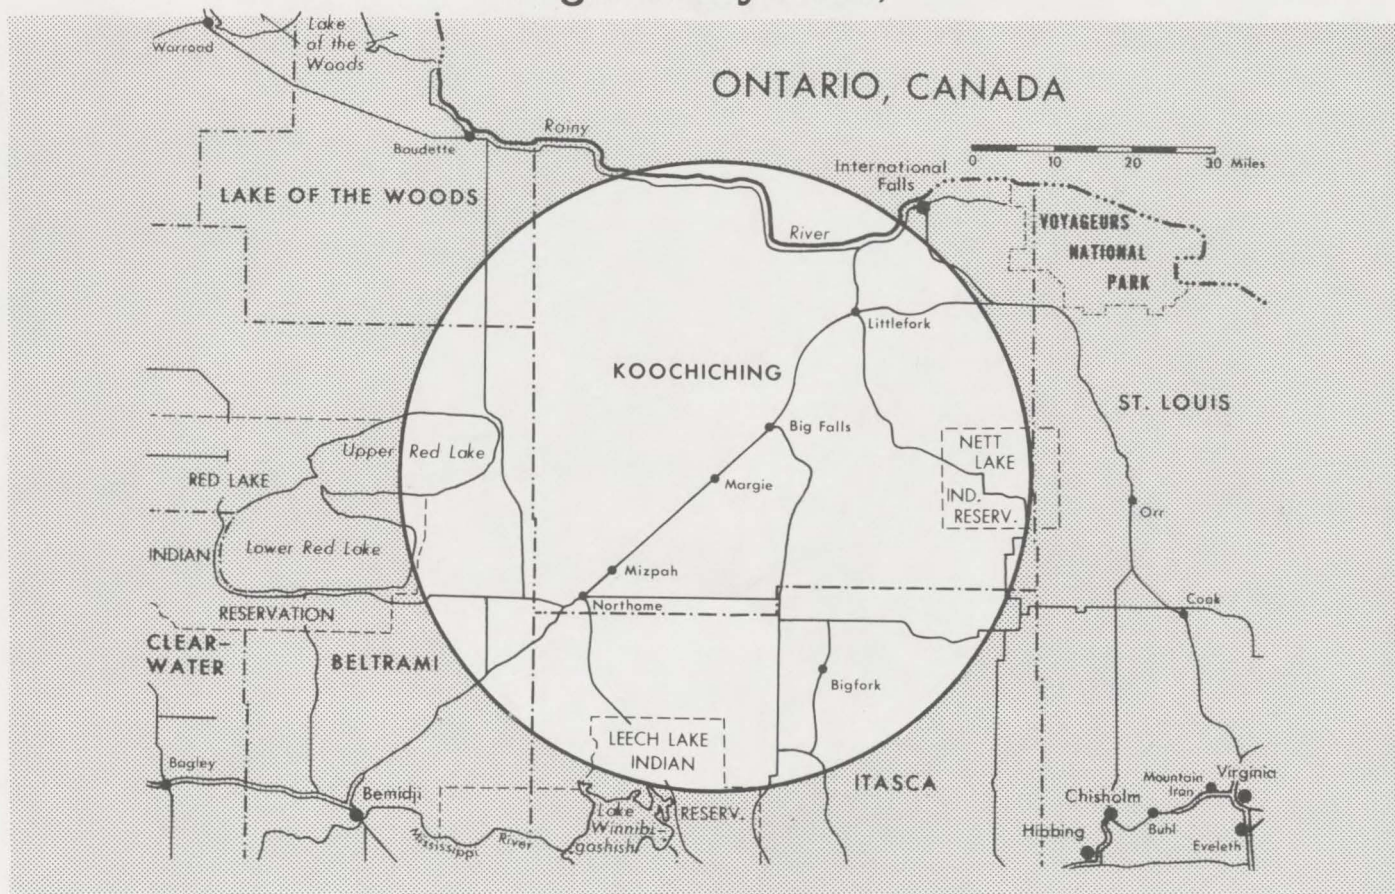 Lake
of the
Woods
Warroad
ONTARIO, CANADA
Baudette
Rainy
International
Falls
0 10 20 30 Miles
LAKE OF THE WOODS
River
VOYAGEURS
NATIONAL
PARK
Littlefork
KOOCHICHING
ST. LOUIS
Big Falls
Upper Red Lake
NETT
LAKE
RED LAKE
Margie
IND.
RESERV.
Orr
INDIAN
Lower Red Lake
Mizpah
Northome
RESERVATION
Cook
CLEAR-
WATER
BELTRAMI
Bigfork
LEECH LAKE
INDIAN
RESERV.
ITASCA
Bagley
Bemidji
Mississippi River
Lake
Winnibi-
goshish
Mountain
Iran
Virginia
Chisholm
Buhl
Hibbing
Eveleth